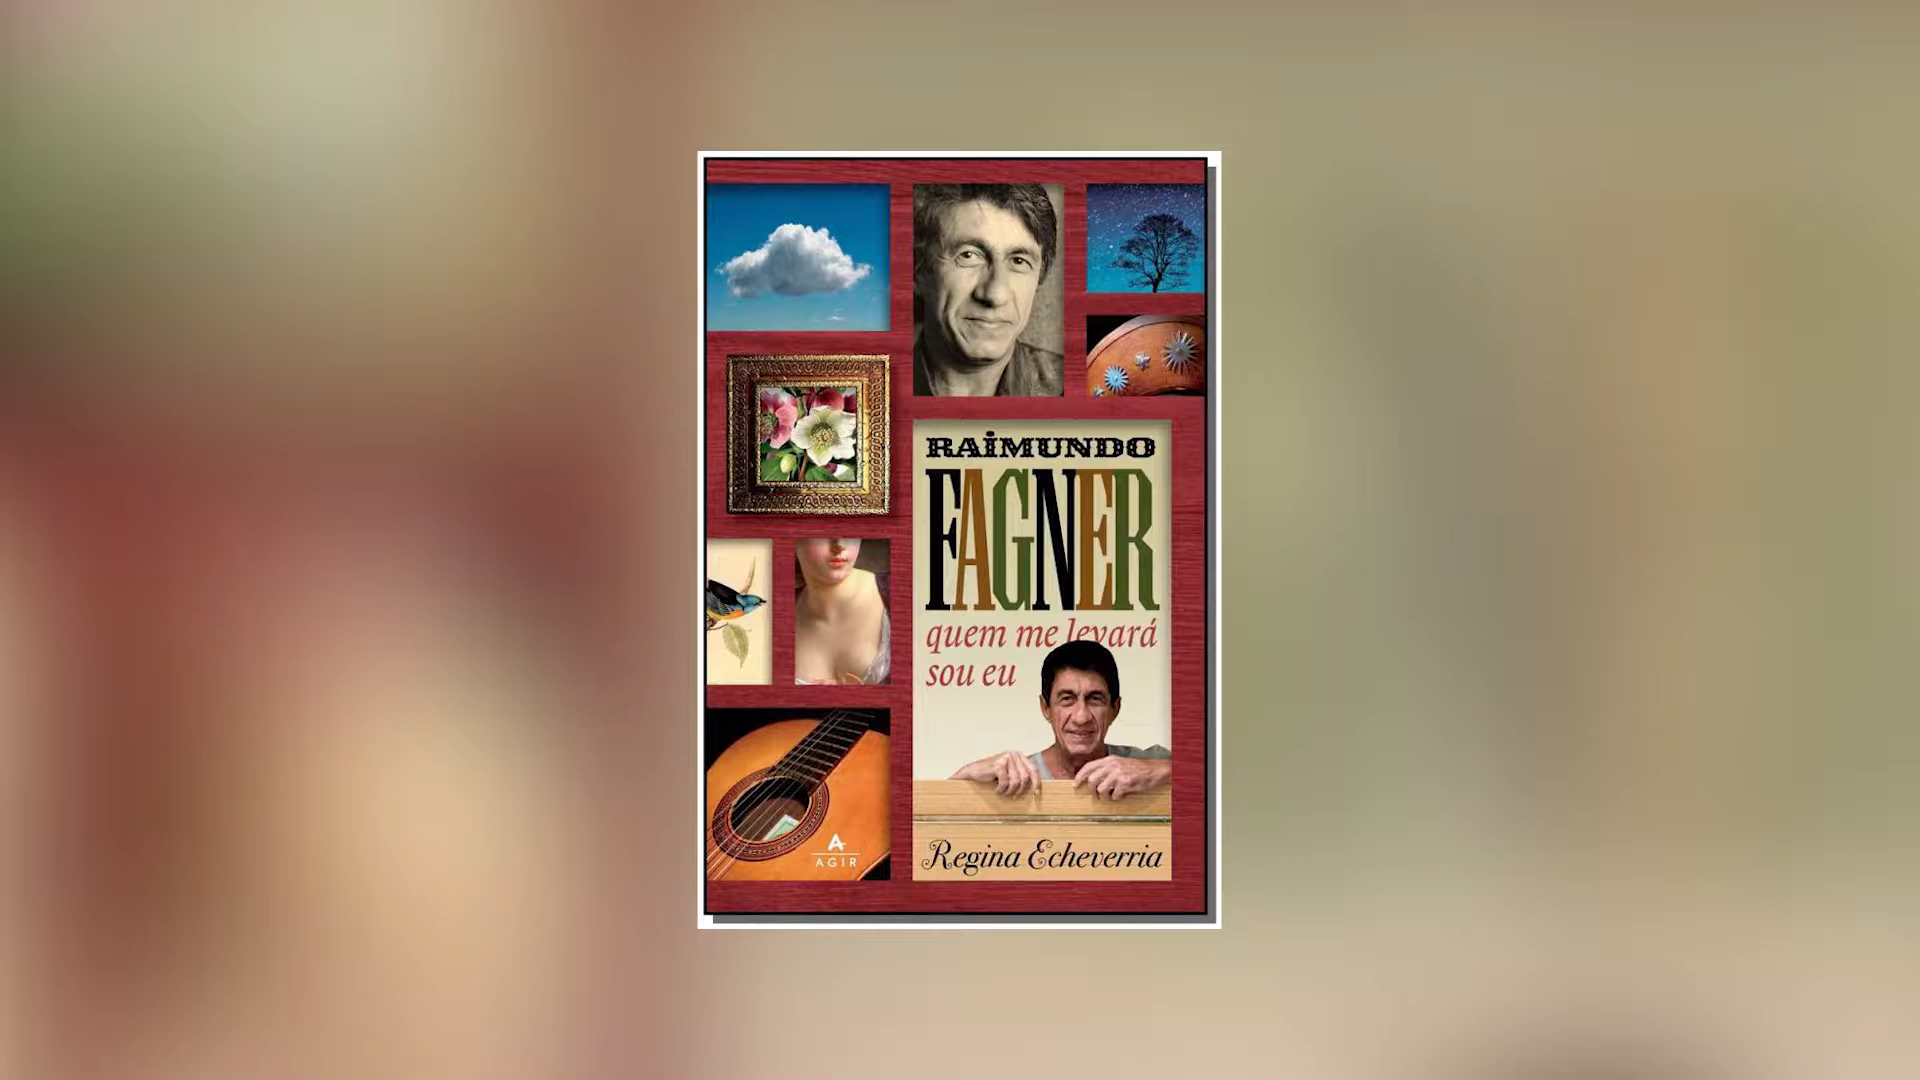 RAIMUNDO
FAGNER
quem me levará
sou eu
A
AGIR
Regina Echeverria